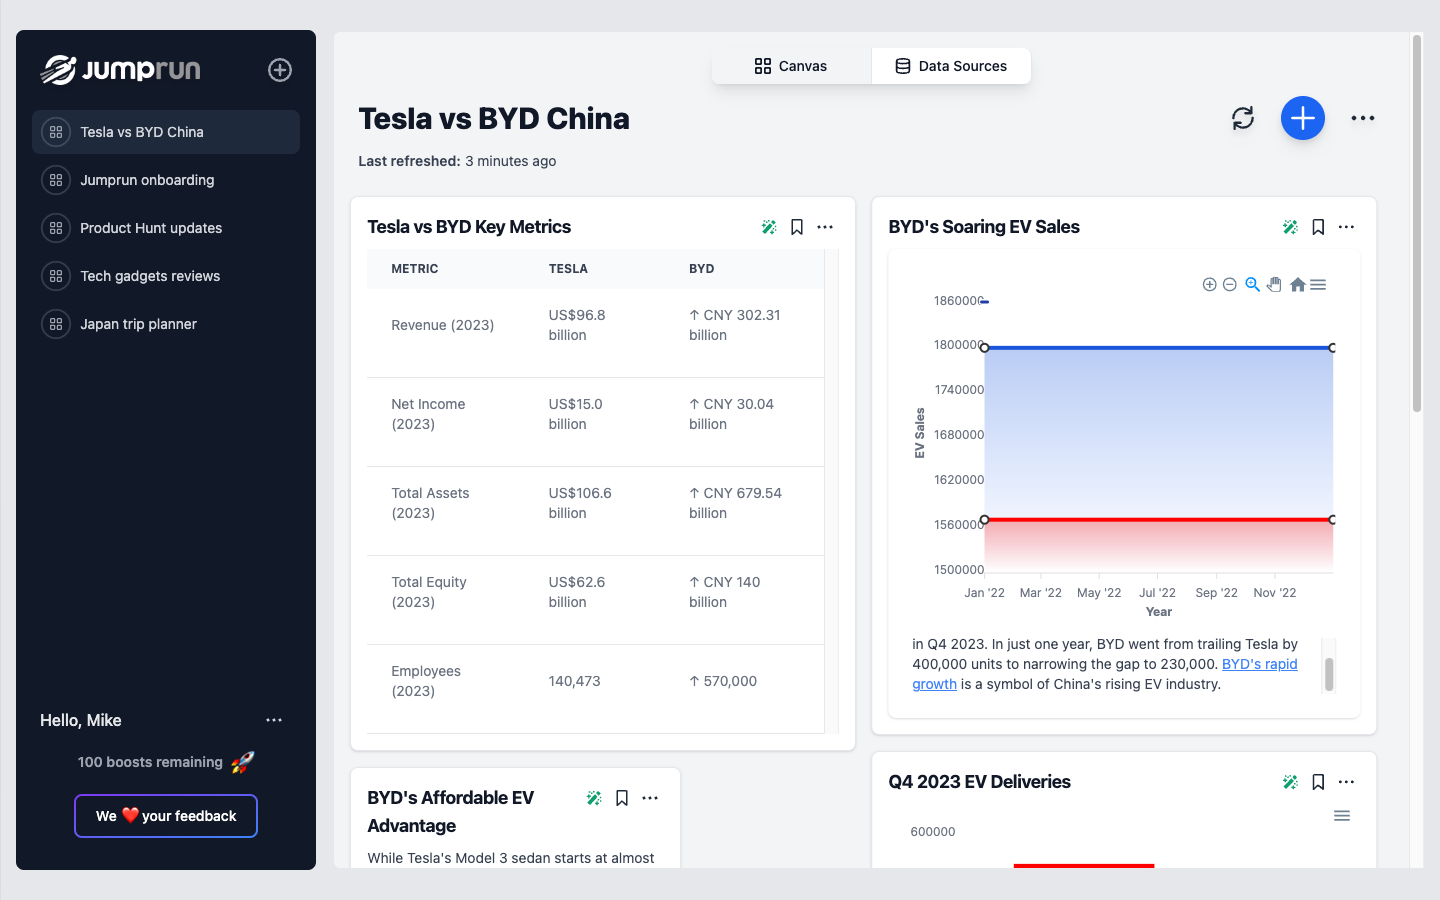 Jumprun
Tesla vs BYD China
Jumprun onboarding
Product Hunt updates
Tech gadgets reviews
Japan trip planner
Hello, Mike
100 boosts remaining 🚀
We ❤️ your feedback
Canvas
Data Sources
Tesla vs BYD China
Last refreshed: 3 minutes ago
Tesla vs BYD Key Metrics
METRIC TESLA BYD
Revenue (2023) US$96.8 billion ↑ CNY 302.31 billion
Net Income (2023) US$15.0 billion ↑ CNY 30.04 billion
Total Assets (2023) US$106.6 billion ↑ CNY 679.54 billion
Total Equity (2023) US$62.6 billion ↑ CNY 140 billion
Employees (2023) 140,473 ↑ 570,000
BYD's Affordable EV
Advantage
While Tesla's Model 3 sedan starts at almost
BYD's Soaring EV Sales
1860000
1800000
1740000
1680000
1620000
1560000
1500000
EV Sales
Jan '22 Mar '22 May '22 Jul '22 Sep '22 Nov '22
Year
in Q4 2023. In just one year, BYD went from trailing Tesla by
400,000 units to narrowing the gap to 230,000. BYD's rapid
growth is a symbol of China's rising EV industry.
Q4 2023 EV Deliveries
600000